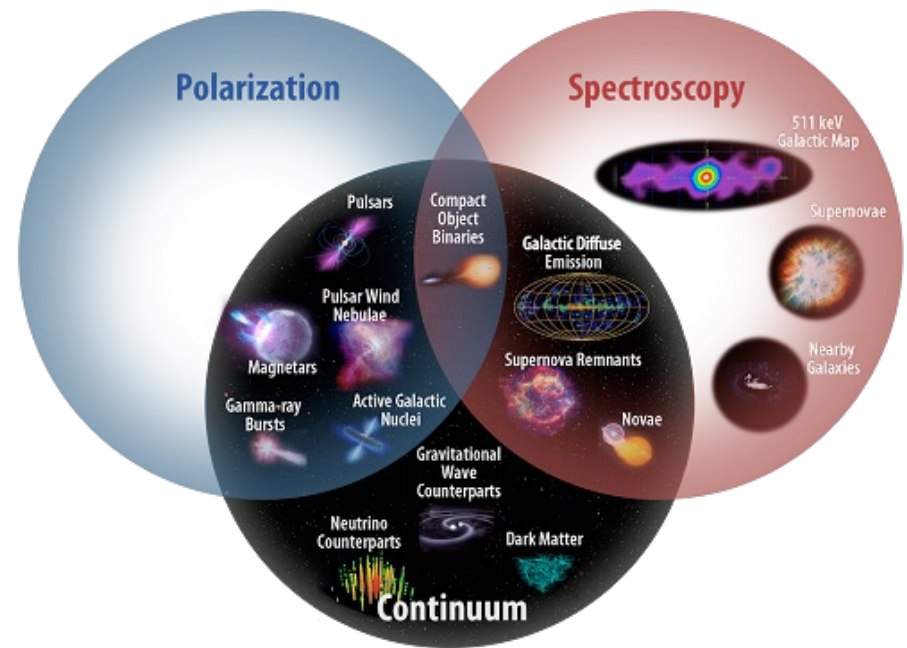 Polarization
Spectroscopy
511 keV
Galactic Map
Supernovae
Nearby
Galaxies
Compact
Object
Binaries
Pulsars
Pulsar Wind
Nebulae
Magnetars
Gamma-ray
Bursts
Active Galactic
Nuclei
Galactic Diffuse
Emission
Supernova Remnants
Novae
Gravitational
Wave
Counterparts
Neutrino
Counterparts
Dark Matter
Continuum